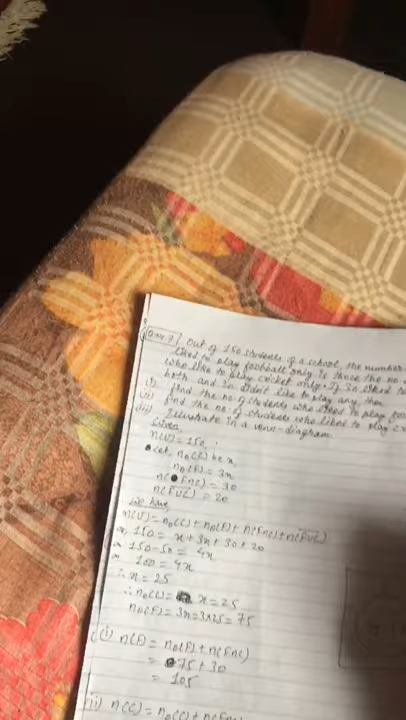 Q.no.7 Out of 150 students of a school the number
liked to play football only is thrice the no
who like to play cricket only. If 30 liked to
both and 20 didn't like to play any then
(i) find the no of students who liked to play
(ii) find the no. of students who liked to play
(iii) Illustrate in a venn-diagram.
Given,
n(U) = 150
Let, no(C) be x,
no(F) = 3x
n(F∩C) = 30
n(F∪C) = 20
We have,
n(U) = no(C) + no(F) + n(F∩C) + n(F∪C)
or, 150 = x + 3x + 30 + 20
or 150-50 = 4x
or 100 = 4x
∴ x = 25
∴ no(C) = x = 25
no(F) = 3x = 3×25 = 75
(i) n(F) = no(F) + n(F∩C)
= 75 + 30
= 105
(ii) n(C) = no(C) +